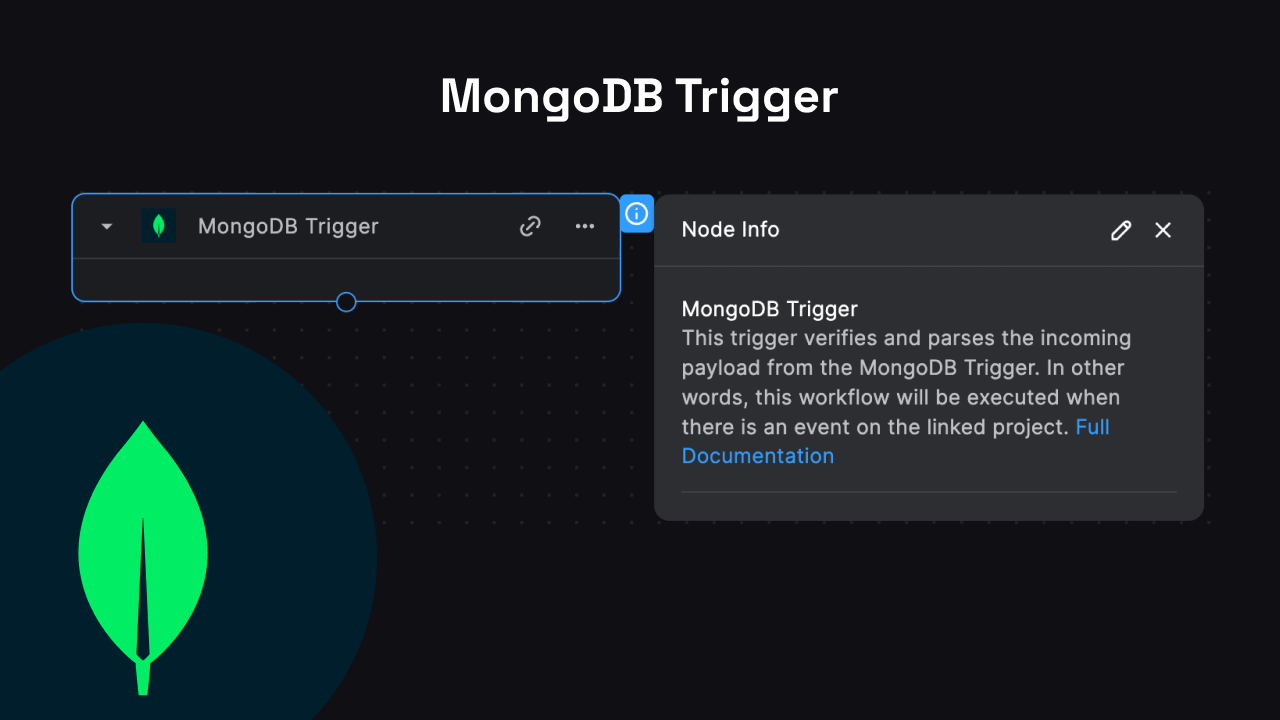 MongoDB Trigger
MongoDB Trigger
Node Info
MongoDB Trigger
This trigger verifies and parses the incoming
payload from the MongoDB Trigger. In other
words, this workflow will be executed when
there is an event on the linked project. Full
Documentation